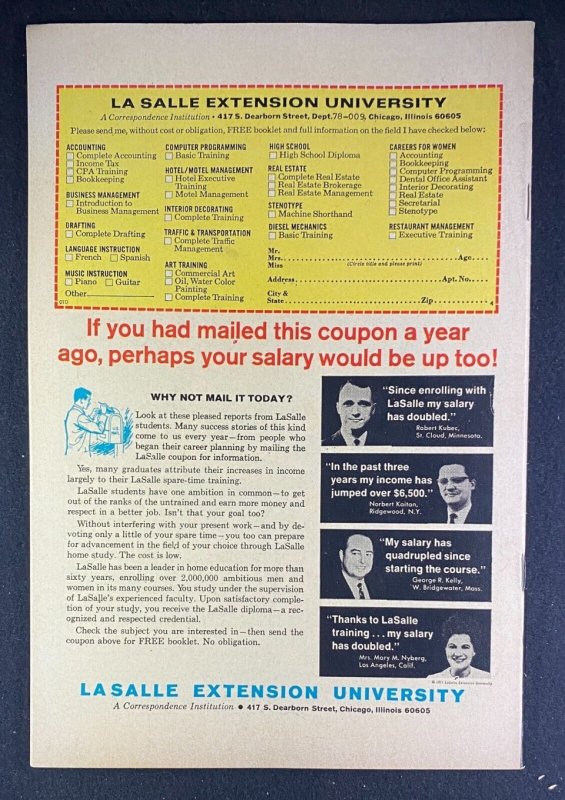 LA SALLE EXTENSION UNIVERSITY
A Correspondence Institution • 417 S. Dearborn Street, Dept. 78-009, Chicago, Illinois 60605
Please send me, without cost or obligation, FREE booklet and full information on the field I have checked below:
ACCOUNTING
Complete Accounting
Income Tax
CPA Training
Bookkeeping
BUSINESS MANAGEMENT
Introduction to
Business Management
DRAFTING
Complete Drafting
LANGUAGE INSTRUCTION
French Spanish
MUSIC INSTRUCTION
Piano Guitar
Other
010
COMPUTER PROGRAMMING
Basic Training
HOTEL/MOTEL MANAGEMENT
Hotel Executive
Training
Motel Management
INTERIOR DECORATING
Complete Training
TRAFFIC & TRANSPORTATION
Complete Traffic
Management
ART TRAINING
Commercial Art
Oil, Water Color
Painting
Complete Training
HIGH SCHOOL
High School Diploma
REAL ESTATE
Complete Real Estate
Real Estate Brokerage
Real Estate Management
STENOTYPE
Machine Shorthand
DIESEL MECHANICS
Basic Training
CAREERS FOR WOMEN
Accounting
Bookkeeping
Computer Programming
Dental Office Assistant
Interior Decorating
Real Estate
Secretarial
Stenotype
RESTAURANT MANAGEMENT
Executive Training
Mr.
Mrs. Age
Miss (Circle title and please print)
Address Apt. No.
City &
State Zip 4
If you had mailed this coupon a year
ago, perhaps your salary would be up too!
WHY NOT MAIL IT TODAY?
Look at these pleased reports from LaSalle
students. Many success stories of this kind
come to us every year—from people who
began their career planning by mailing the
LaSalle coupon for information.
Yes, many graduates attribute their increases in income
largely to their LaSalle spare-time training.
LaSalle students have one ambition in common—to get
out of the ranks of the untrained and earn more money and
respect in a better job. Isn't that your goal too?
Without interfering with your present work—and by de-
voting only a little of your spare time—you too can prepare
for advancement in the field of your choice through LaSalle
home study. The cost is low.
LaSalle has been a leader in home education for more than
sixty years, enrolling over 2,000,000 ambitious men and
women in its many courses. You study under the supervision
of LaSalle's experienced faculty. Upon satisfactory comple-
tion of your study, you receive the LaSalle diploma—a rec-
ognized and respected credential.
Check the subject you are interested in—then send the
coupon above for FREE booklet. No obligation.
"Since enrolling with
LaSalle my salary
has doubled."
Robert Kubec,
St. Cloud, Minnesota.
"In the past three
years my income has
jumped over $6,500."
Norbert Kaitan,
Ridgewood, N.Y.
"My salary has
quadrupled since
starting the course."
George R. Kelly,
W. Bridgewater, Mass.
"Thanks to LaSalle
training ... my salary
has doubled."
Mrs. Mary M. Nyberg,
Los Angeles, Calif.
© 1971 LaSalle Extension University
LA SALLE EXTENSION UNIVERSITY
A Correspondence Institution • 417 S. Dearborn Street, Chicago, Illinois 60605